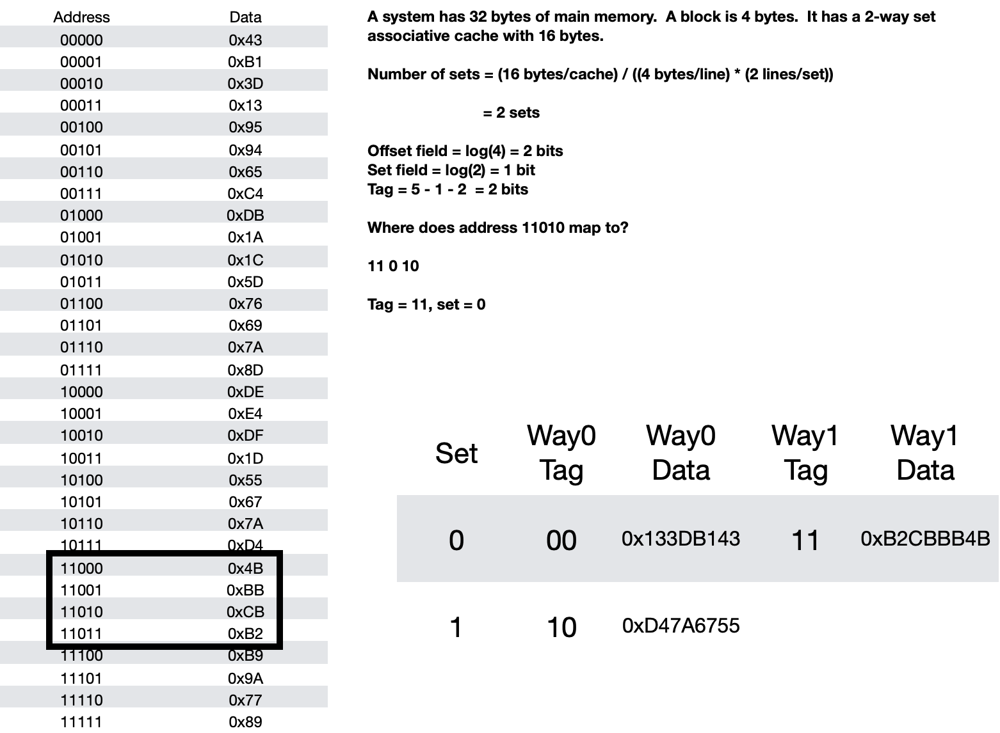 Address Data
00000 0x43
00001 0xB1
00010 0x3D
00011 0x13
00100 0x95
00101 0x94
00110 0x65
00111 0xC4
01000 0xDB
01001 0x1A
01010 0x1C
01011 0x5D
01100 0x76
01101 0x69
01110 0x7A
01111 0x8D
10000 0xDE
10001 0xE4
10010 0xDF
10011 0x1D
10100 0x55
10101 0x67
10110 0x7A
10111 0xD4
11000 0x4B
11001 0xBB
11010 0xCB
11011 0xB2
11100 0xB9
11101 0x9A
11110 0x77
11111 0x89
A system has 32 bytes of main memory. A block is 4 bytes. It has a 2-way set
associative cache with 16 bytes.
Number of sets = (16 bytes/cache) / ((4 bytes/line) * (2 lines/set))
= 2 sets
Offset field = log(4) = 2 bits
Set field = log(2) = 1 bit
Tag = 5 - 1 - 2 = 2 bits
Where does address 11010 map to?
11 0 10
Tag = 11, set = 0
Set Way0 Tag Way0 Data Way1 Tag Way1 Data
0 00 0x133DB143 11 0xB2CBBB4B
1 10 0xD47A6755